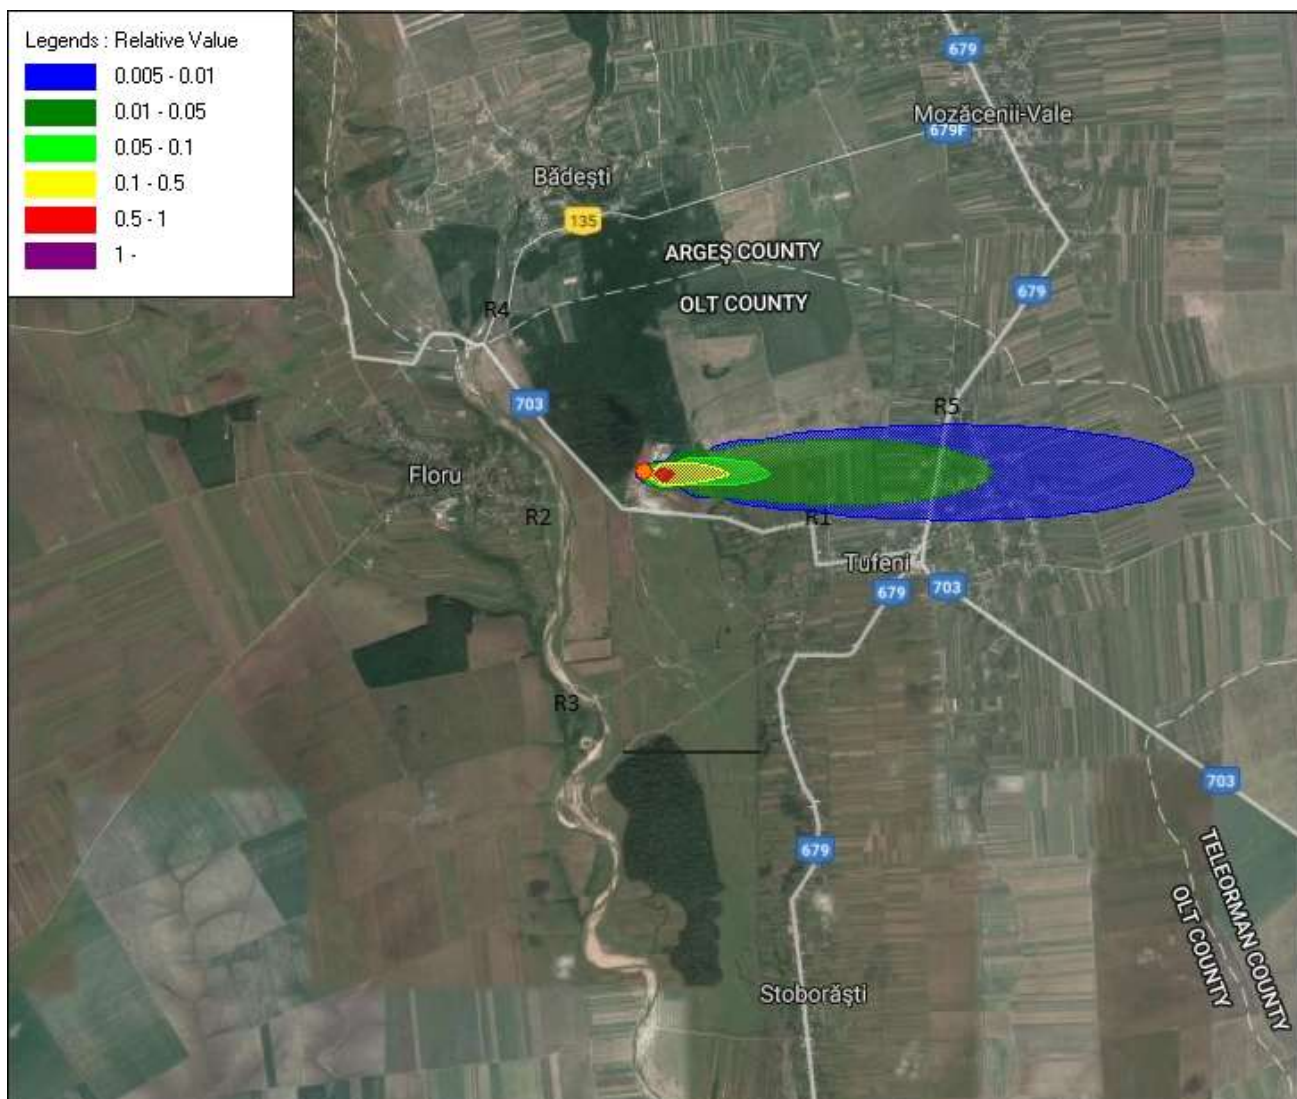 Legends : Relative Value
0.005 - 0.01
0.01 - 0.05
0.05 - 0.1
0.1 - 0.5
0.5 - 1
1 -
679
Mozăcenii-Vale
679F
Bădești
135
ARGEȘ COUNTY
OLT COUNTY
679
R4
703
R5
Floru
R2
R1
Tufeni
679
703
R3
703
679
TELEORMAN COUNTY
OLT COUNTY
Stoborăști